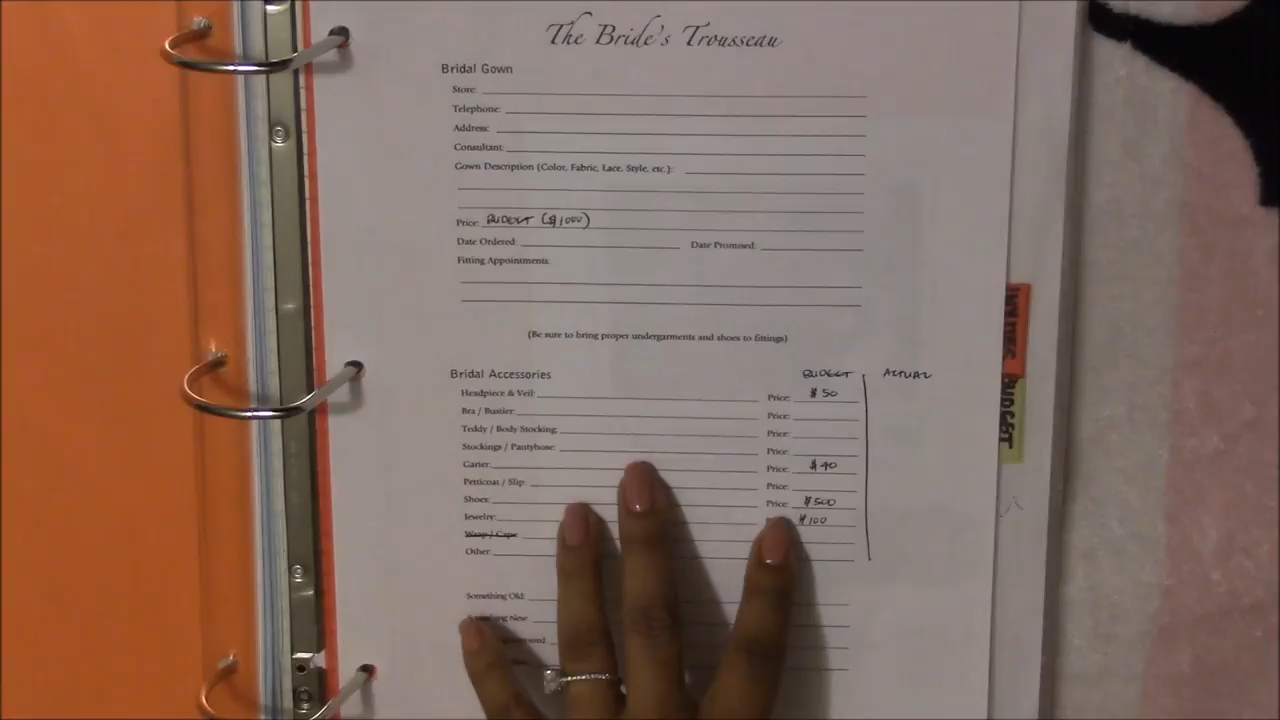 The Bride's Trousseau
Bridal Gown
Store:
Telephone:
Address:
Consultant:
Gown Description (Color, Fabric, Lace, Style, etc.):
Price: BUDGET ($1000)
Date Ordered: Date Promised:
Fitting Appointments:
(Be sure to bring proper undergarments and shoes to fittings)
Bridal Accessories BUDGET ACTUAL
Headpiece & Veil: Price: $50
Bra / Bustier: Price:
Teddy / Body Stocking: Price:
Stockings / Pantyhose: Price:
Garter: Price: $40
Petticoat / Slip: Price:
Shoes: Price: $500
Jewelry: $100
Wrap / Cape
Other:
Something Old:
New
BUDGET